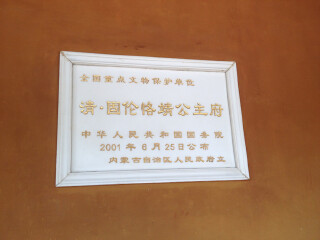 全国重点文物保护单位
清·固伦恪靖公主府
中华人民共和国国务院
2001年6月25日公布
内蒙古自治区人民政府立